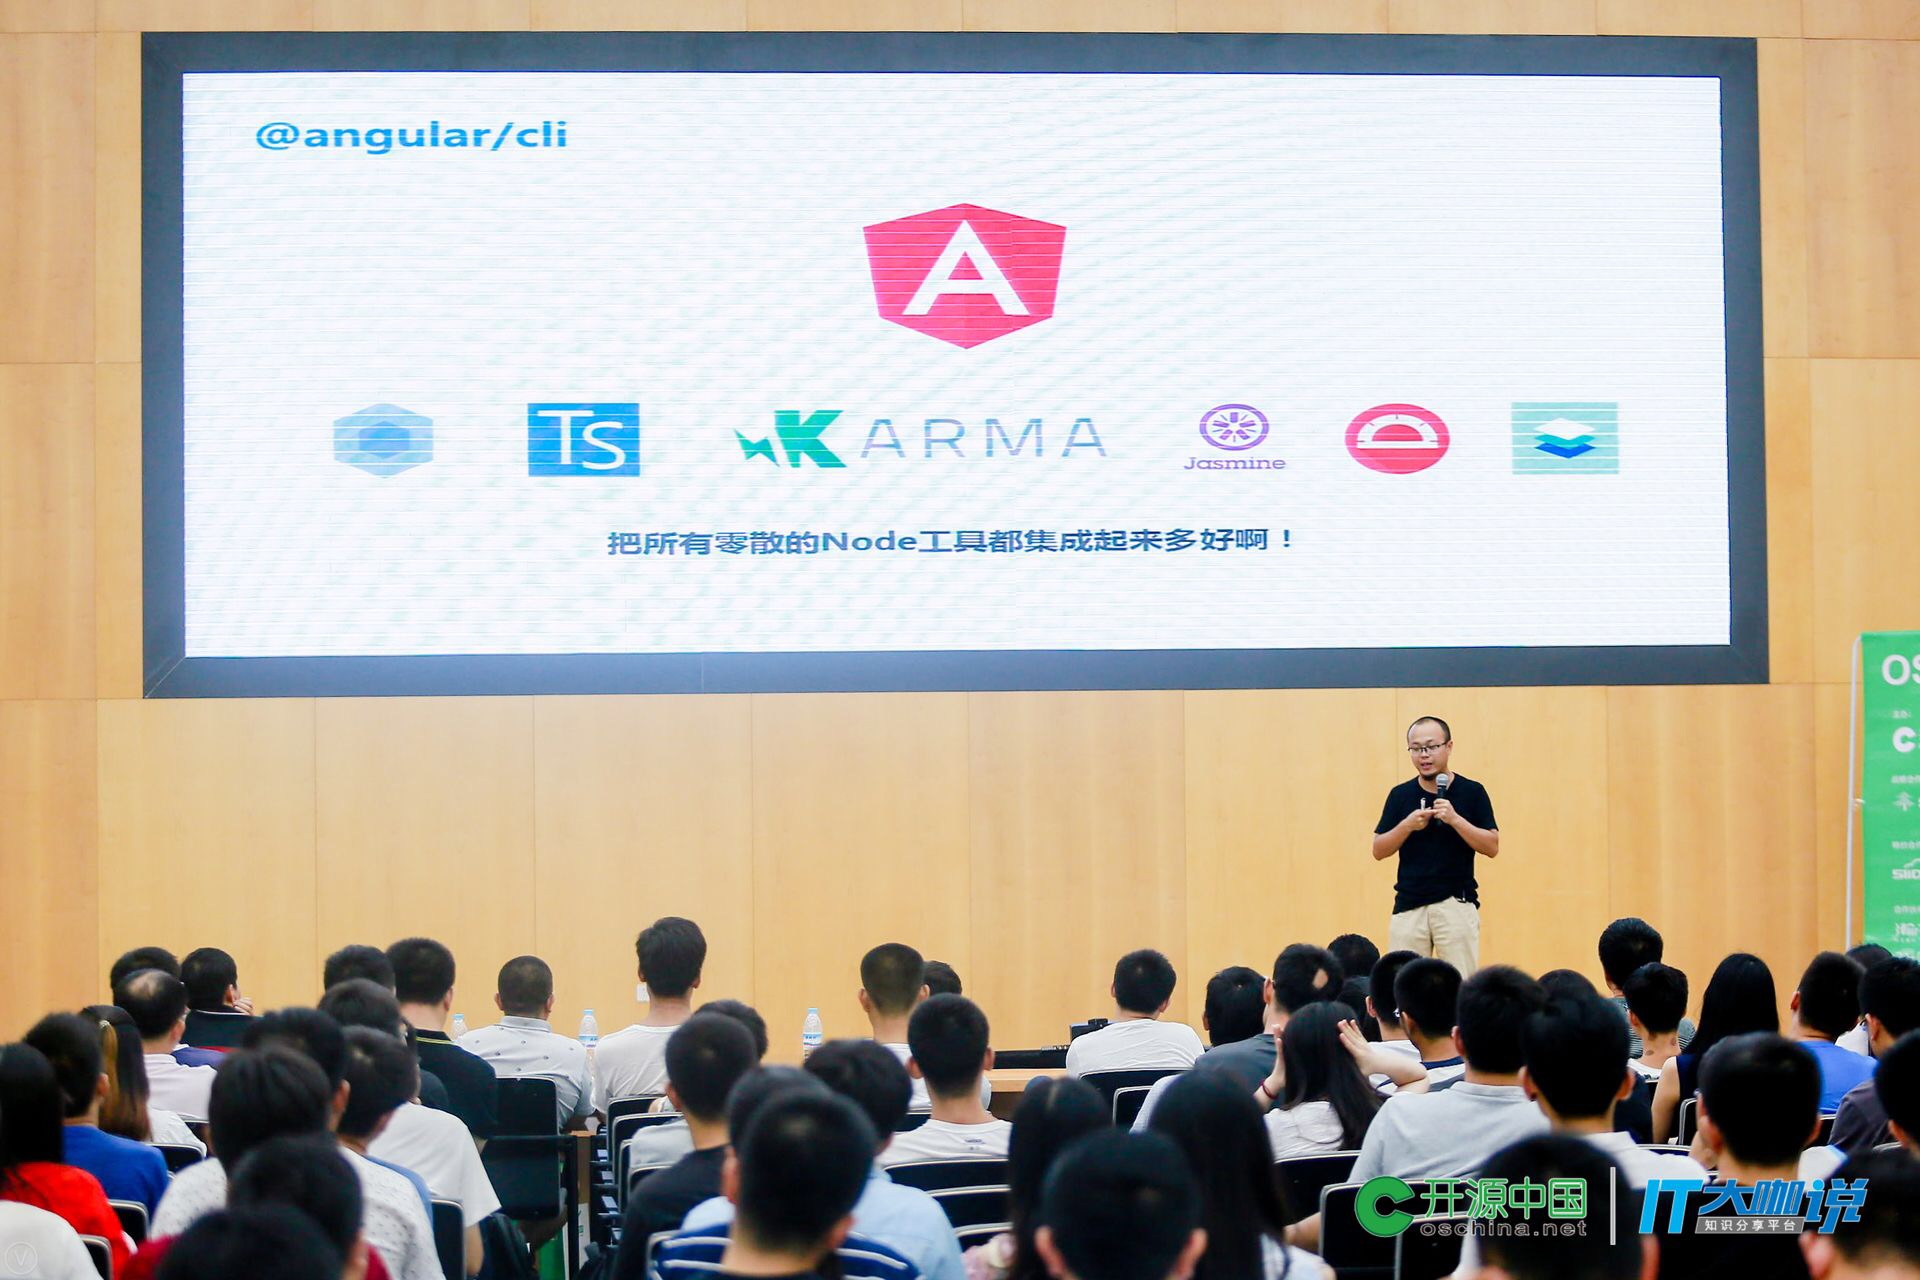 @angular/cli
TS
KARMA
Jasmine
把所有零散的Node工具都集成起来多好啊！
OS
开源中国
oschina.net
IT大咖说
知识分享平台